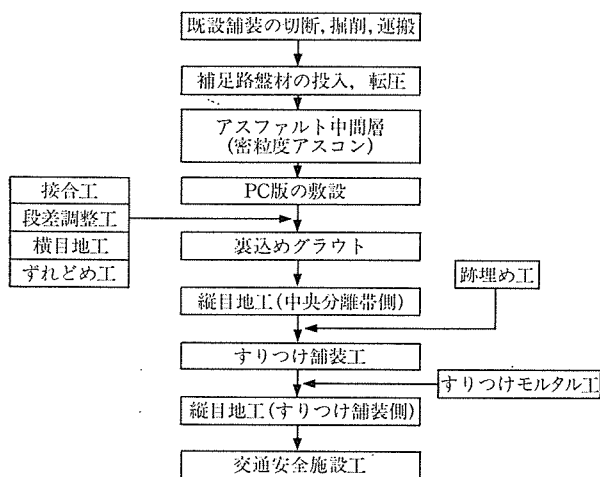 既設舗装の切断,掘削,運搬
補足路盤材の投入，転圧
アスファルト中間層
(密粒度アスコン)
PC版の敷設
接合工
段差調整工
横目地工
ずれどめ工
裏込めグラウト
縦目地工(中央分離帯側)
跡埋め工
すりつけ舗装工
すりつけモルタル工
縦目地工(すりつけ舗装側)
交通安全施設工